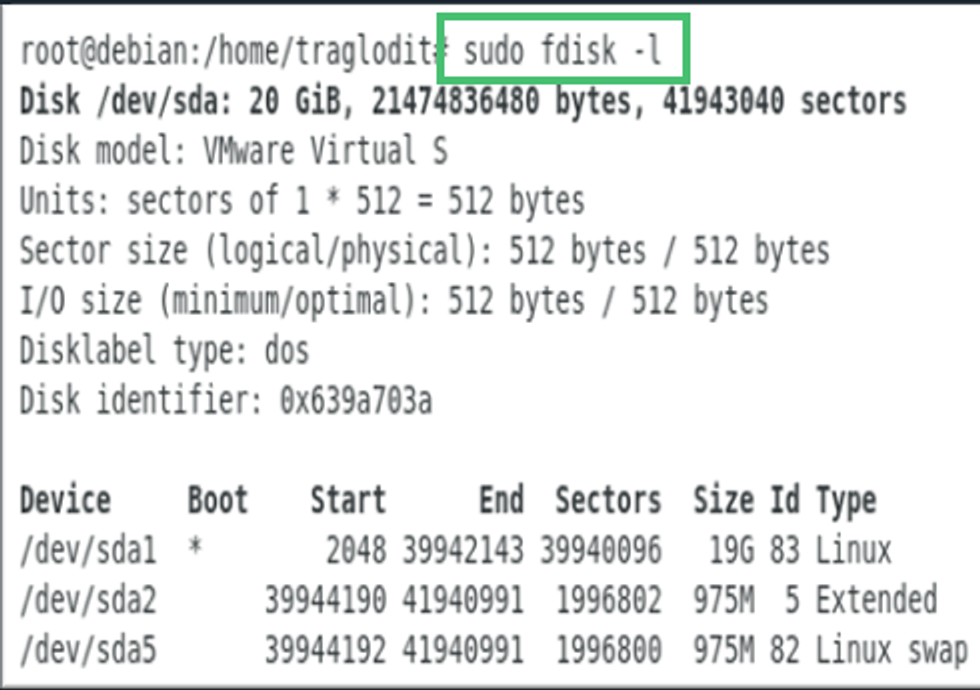 root@debian:/home/traglodit# sudo fdisk -l
Disk /dev/sda: 20 GiB, 21474836480 bytes, 41943040 sectors
Disk model: VMware Virtual S
Units: sectors of 1 * 512 = 512 bytes
Sector size (logical/physical): 512 bytes / 512 bytes
I/O size (minimum/optimal): 512 bytes / 512 bytes
Disklabel type: dos
Disk identifier: 0x639a703a
Device     Boot    Start      End  Sectors  Size Id Type
/dev/sda1  *        2048 39942143 39940096   19G 83 Linux
/dev/sda2       39944190 41940991  1996802  975M  5 Extended
/dev/sda5       39944192 41940991  1996800  975M 82 Linux swap